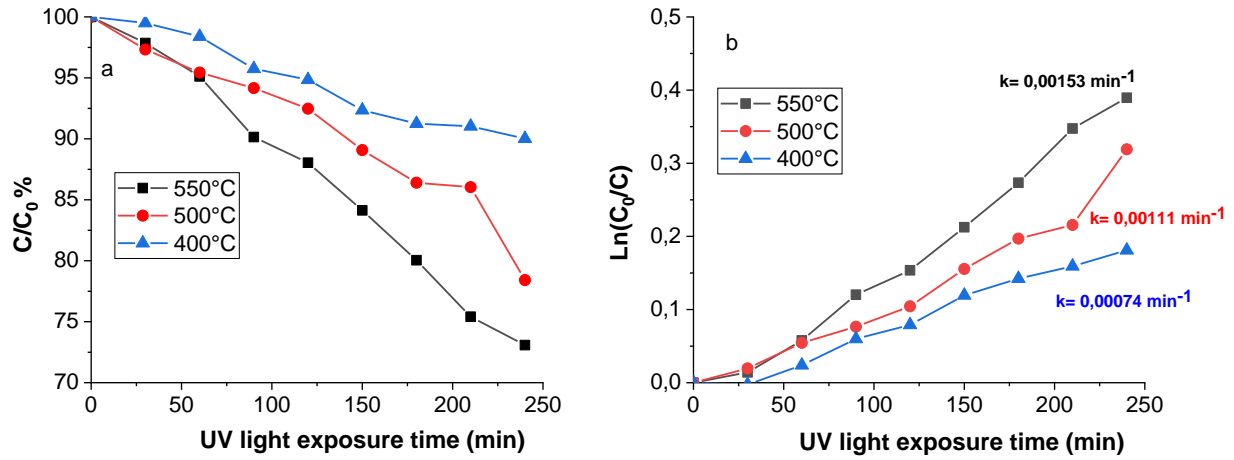 a
C/C₀ %
100
95
90
85
80
75
70
550°C
500°C
400°C
0
50
100
150
200
250
UV light exposure time (min)
b
Ln(C₀/C)
0,5
0,4
0,3
0,2
0,1
0,0
550°C
500°C
400°C
k= 0,00153 min⁻¹
k= 0,00111 min⁻¹
k= 0,00074 min⁻¹
0
50
100
150
200
250
UV light exposure time (min)